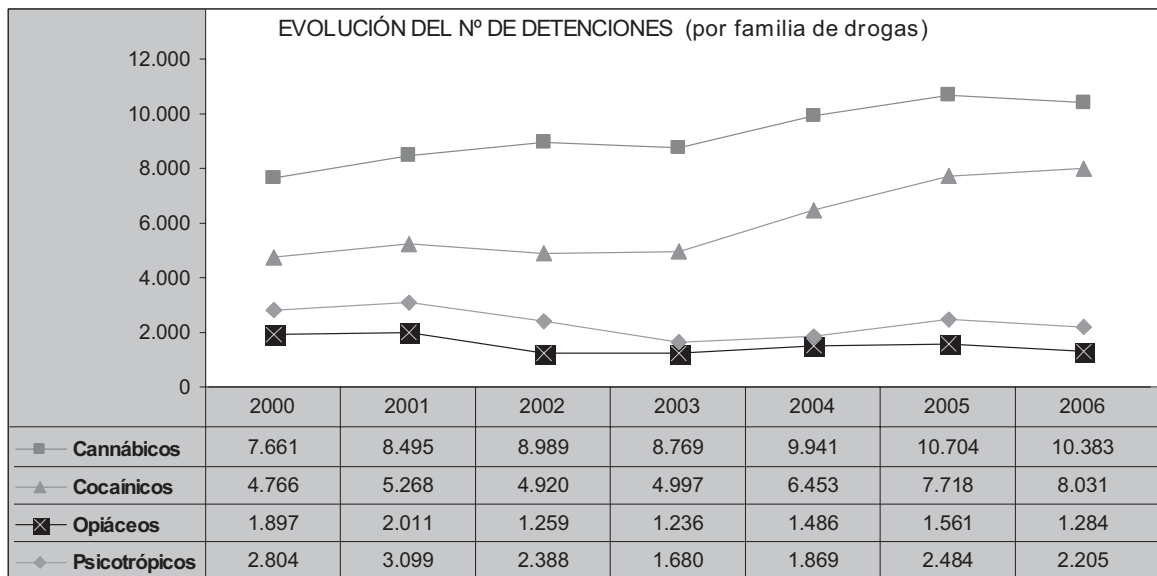 EVOLUCIÓN DEL Nº DE DETENCIONES (por familia de drogas)
12.000
10.000
8.000
6.000
4.000
2.000
0
2000 2001 2002 2003 2004 2005 2006
Cannábicos 7.661 8.495 8.989 8.769 9.941 10.704 10.383
Cocaínicos 4.766 5.268 4.920 4.997 6.453 7.718 8.031
Opiáceos 1.897 2.011 1.259 1.236 1.486 1.561 1.284
Psicotrópicos 2.804 3.099 2.388 1.680 1.869 2.484 2.205